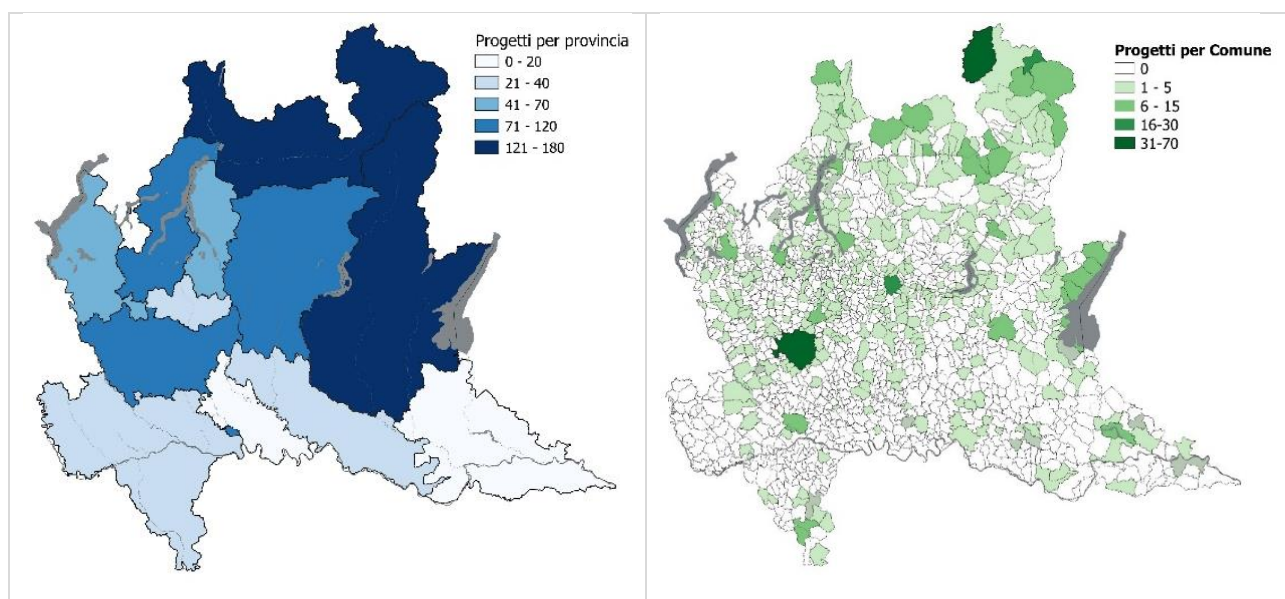 Progetti per provincia
0 - 20
21 - 40
41 - 70
71 - 120
121 - 180
Progetti per Comune
0
1 - 5
6 - 15
16-30
31-70